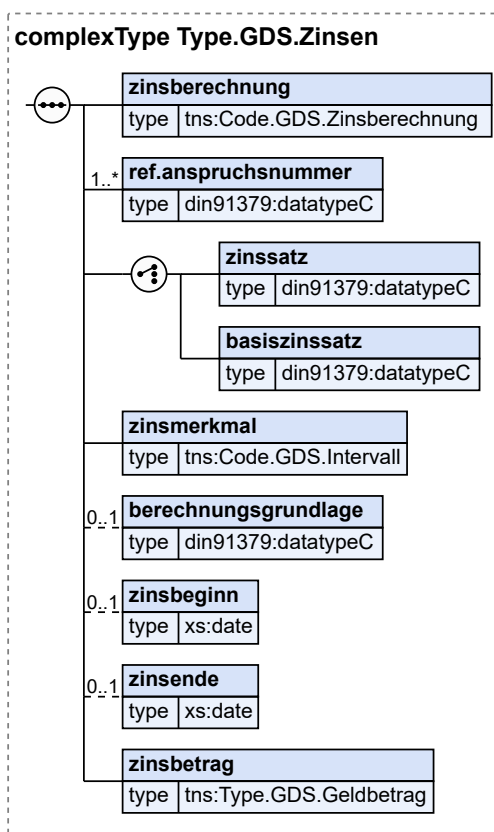 complexType Type.GDS.Zinsen
zinsberechnung
type tns:Code.GDS.Zinsberechnung
1..* ref.anspruchsnummer
type din91379:datatypeC
zinssatz
type din91379:datatypeC
basiszinssatz
type din91379:datatypeC
zinsmerkmal
type tns:Code.GDS.Intervall
0..1 berechnungsgrundlage
type din91379:datatypeC
0..1 zinsbeginn
type xs:date
0..1 zinsende
type xs:date
zinsbetrag
type tns:Type.GDS.Geldbetrag